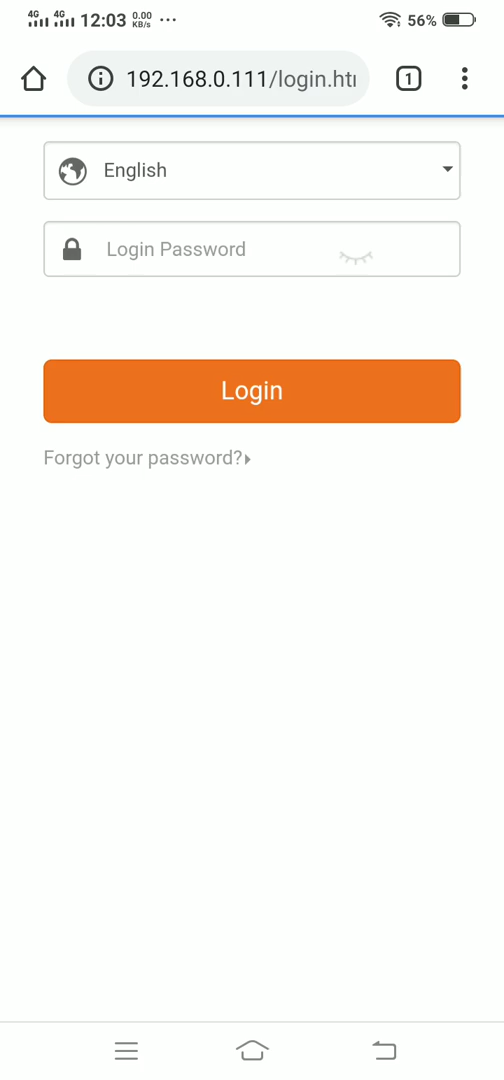 4G 4G 12:03 0.00 KB/s ... 56%
192.168.0.111/login.htm 1
English
Login Password
Login
Forgot your password?